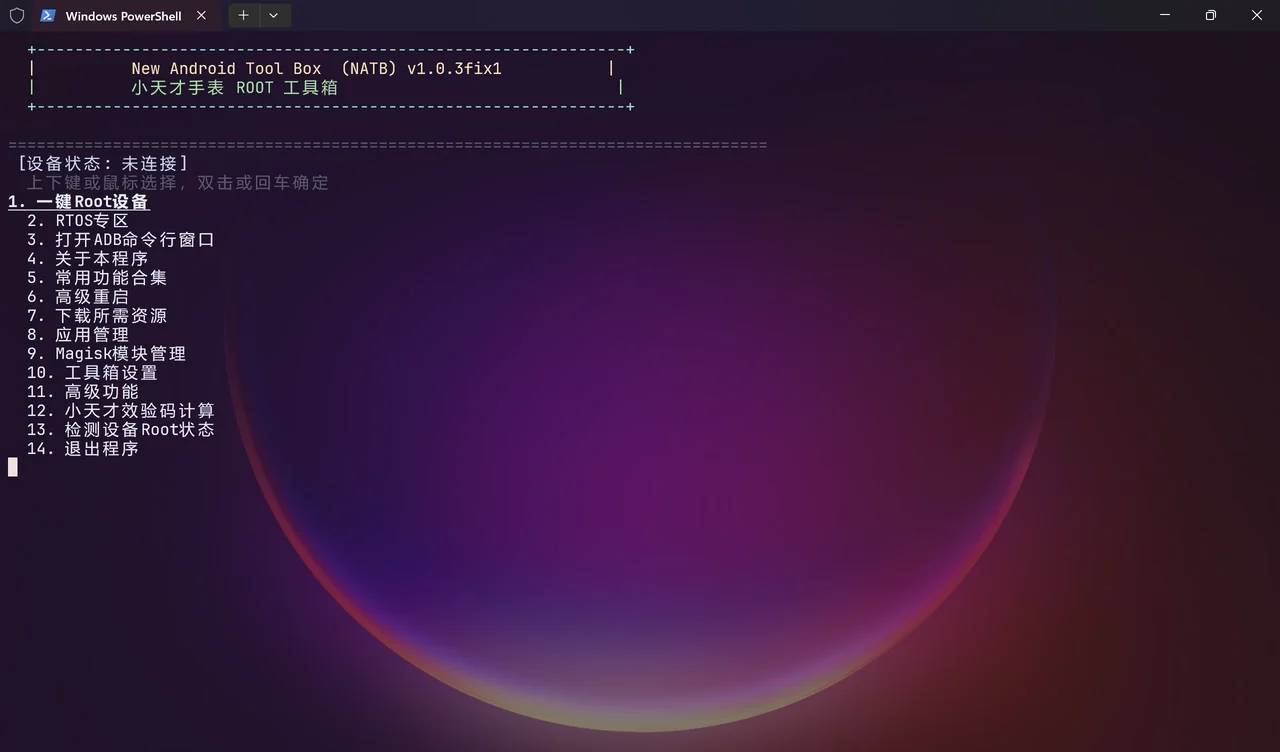 Windows PowerShell
+--------------------------------------------------------------+
| New Android Tool Box (NATB) v1.0.3fix1 |
| 小天才手表 ROOT 工具箱 |
+--------------------------------------------------------------+
================================================================================
[设备状态: 未连接]
上下键或鼠标选择, 双击或回车确定
1. 一键Root设备
2. RTOS专区
3. 打开ADB命令行窗口
4. 关于本程序
5. 常用功能合集
6. 高级重启
7. 下载所需资源
8. 应用管理
9. Magisk模块管理
10. 工具箱设置
11. 高级功能
12. 小天才效验码计算
13. 检测设备Root状态
14. 退出程序